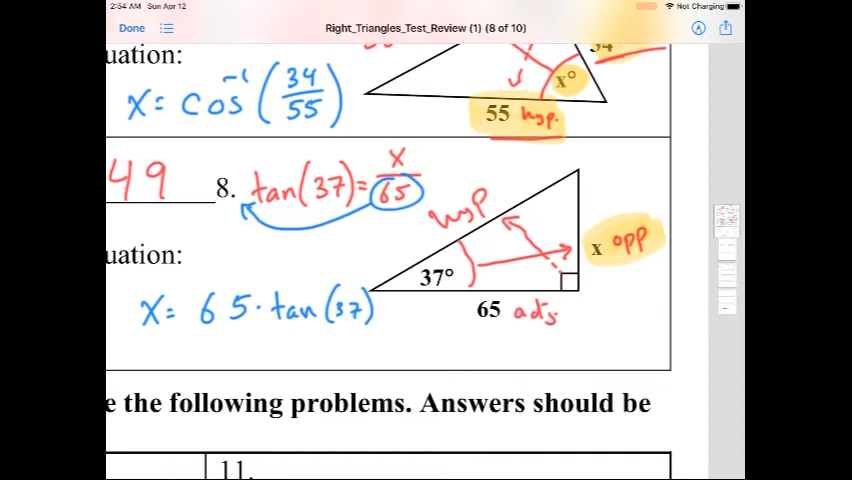 2:54 AM Sun Apr 12
Not Charging
Done
Right_Triangles_Test_Review (1) (8 of 10)
uation:
x = cos⁻¹(34/55)
34
x°
55 hyp.
49
8. tan(37) = x/65
hyp
x opp
37°
65 adj
uation:
x = 65 · tan(37)
e the following problems. Answers should be
11.